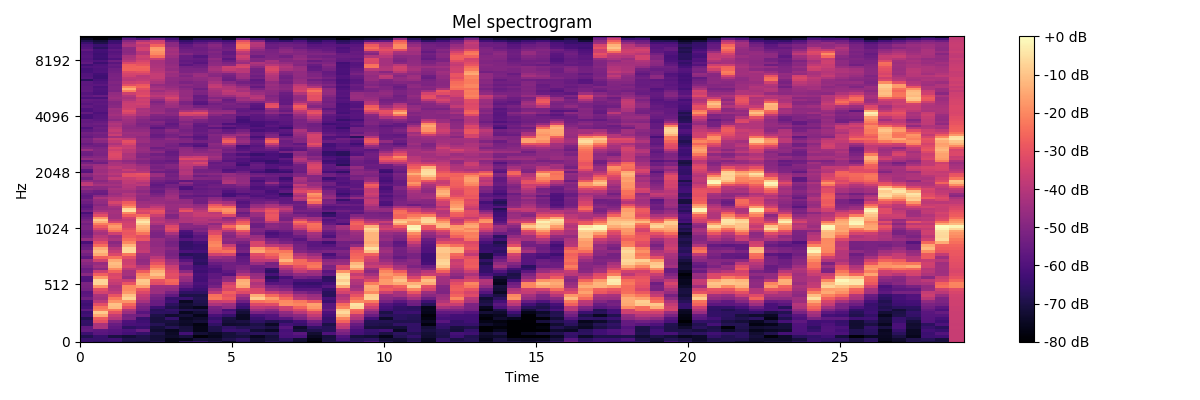 Mel spectrogram
8192
4096
2048
1024
512
0
Hz
0 5 10 15 20 25
Time
+0 dB
-10 dB
-20 dB
-30 dB
-40 dB
-50 dB
-60 dB
-70 dB
-80 dB